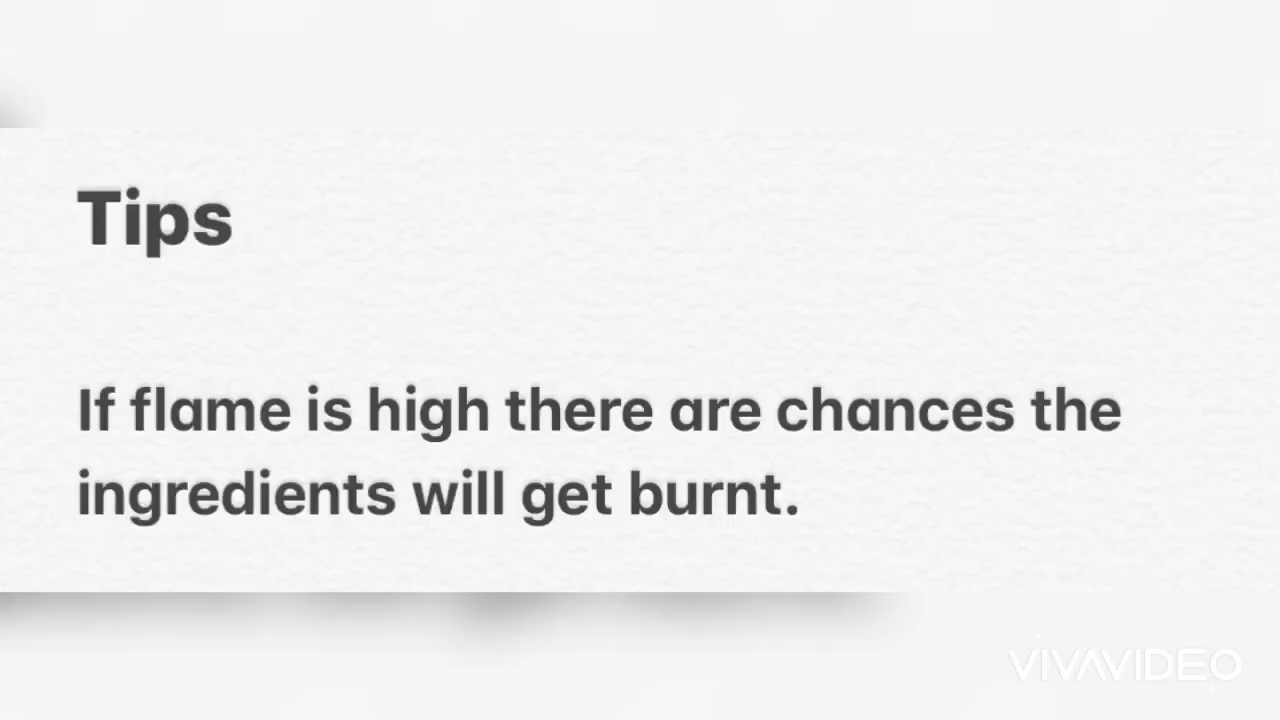 Tips
If flame is high there are chances the
ingredients will get burnt.
VIVAVIDEO